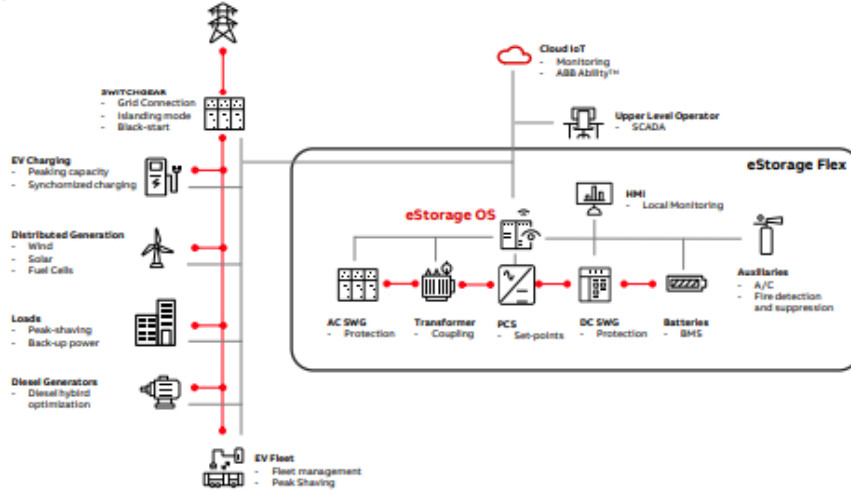 Cloud IoT
- Monitoring
- ABB Ability™
SWITCHGEAR
- Grid Connection
- Islanding mode
- Black-start
Upper Level Operator
- SCADA
EV Charging
- Peaking capacity
- Synchornized charging
eStorage Flex
HMI
- Local Monitoring
eStorage OS
Distributed Generation
- Wind
- Solar
- Fuel Cells
Auxiliaries
- A/C
- Fire detection
and suppression
AC SWG
- Protection
Transformer
- Coupling
PCS
- Set-points
DC SWG
- Protection
Batteries
- BMS
Loads
- Peak-shaving
- Back-up power
Diesel Generators
- Diesel hybird
optimization
EV Fleet
- Fleet management
- Peak Shaving